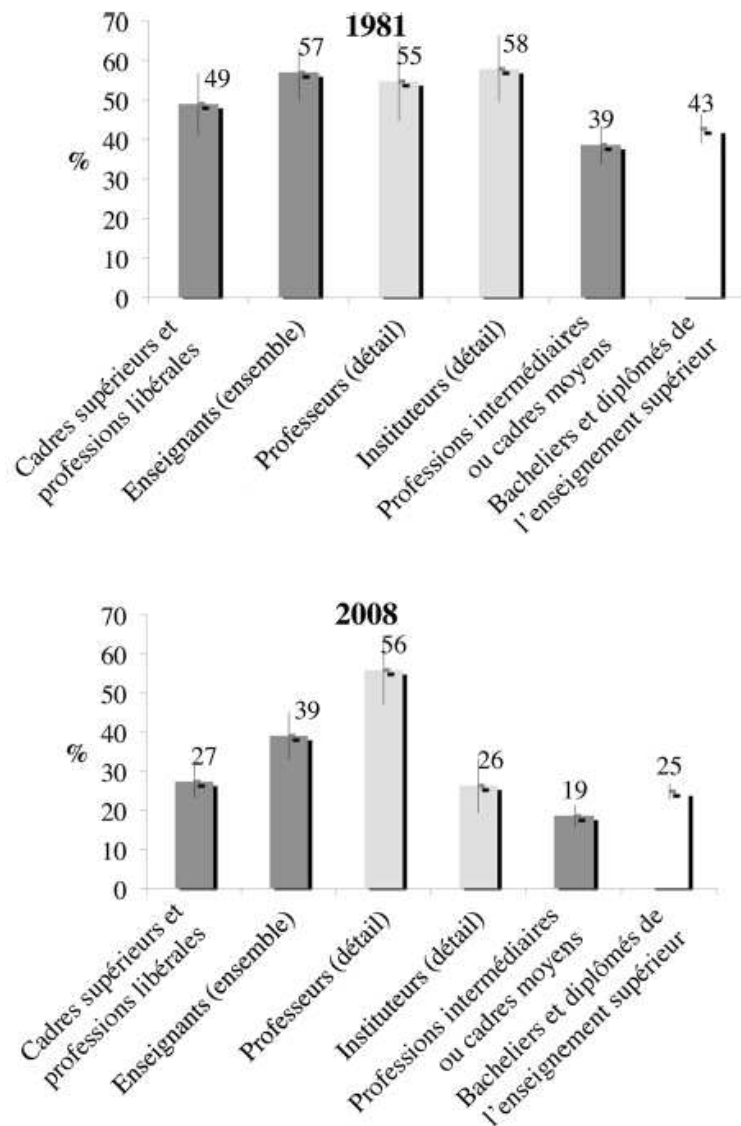 1981
%
70
60
50
40
30
20
10
0
49
57
55
58
39
43
Cadres supérieurs et
professions libérales
Enseignants (ensemble)
Professeurs (détail)
Instituteurs (détail)
Professions intermédiaires
ou cadres moyens
Bacheliers et diplômés de
l'enseignement supérieur
2008
%
70
60
50
40
30
20
10
0
27
39
56
26
19
25
Cadres supérieurs et
professions libérales
Enseignants (ensemble)
Professeurs (détail)
Instituteurs (détail)
Professions intermédiaires
ou cadres moyens
Bacheliers et diplômés de
l'enseignement supérieur